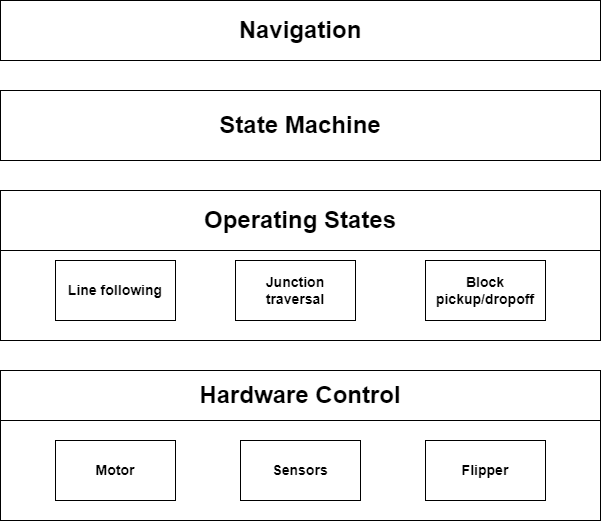 Navigation
State Machine
Operating States
Line following
Junction
traversal
Block
pickup/dropoff
Hardware Control
Motor
Sensors
Flipper